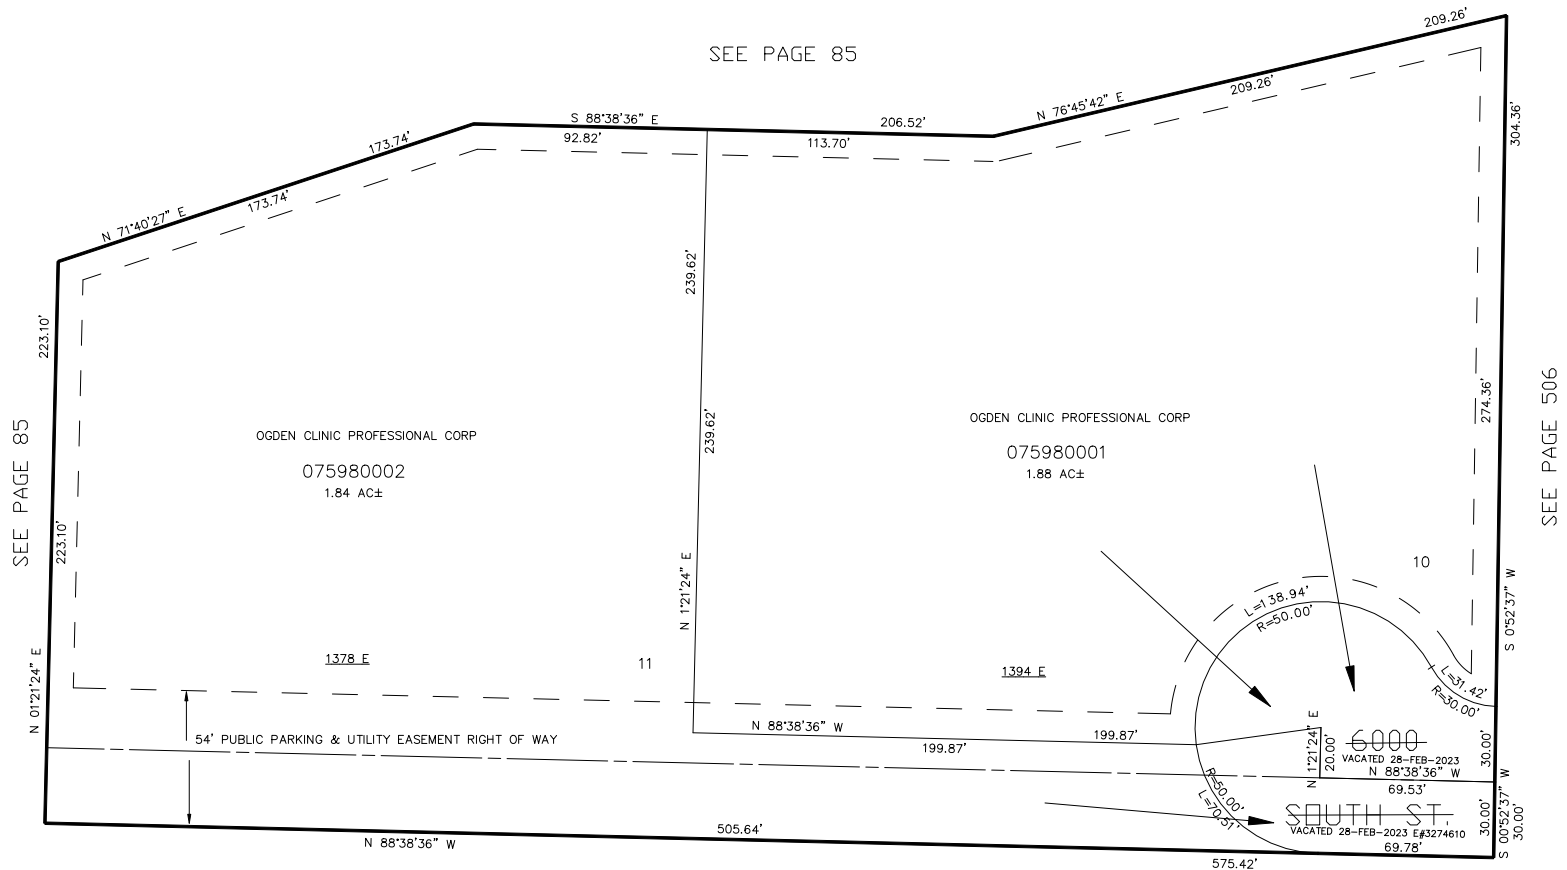 209.26'
SEE PAGE 85
209.26'
N 76°45'42" E
304.36'
S 88°38'36" E
206.52'
173.74'
92.82'
113.70'
173.74'
N 71°40'27" E
239.62'
223.10'
SEE PAGE 506
274.36'
OGDEN CLINIC PROFESSIONAL CORP
075980001
1.88 AC±
239.62'
OGDEN CLINIC PROFESSIONAL CORP
075980002
1.84 AC±
SEE PAGE 85
223.10'
10
N 1°21'24" E
S 0°52'37" W
L=138.94'
R=50.00'
1378 E
11
1394 E
N 01°21'24" E
L=31.42'
R=30.00'
N 88°38'36" W
199.87'
199.87'
54' PUBLIC PARKING & UTILITY EASEMENT RIGHT OF WAY
N 1°21'24" E
20.00'
6000
VACATED 28-FEB-2023
N 88°38'36" W
69.53'
30.00'
R=50.00'
L=70.51'
SOUTH ST.
VACATED 28-FEB-2023 E#3274610
69.78'
30.00'
S 00°52'37" W
30.00'
505.64'
N 88°38'36" W
575.42'